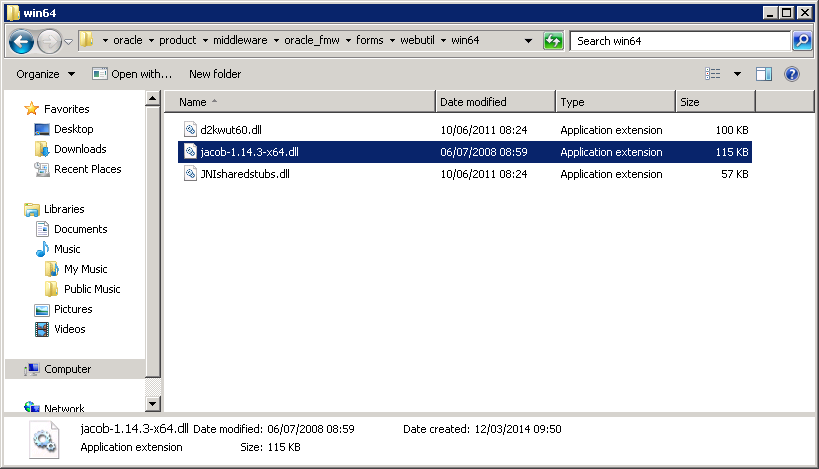 win64
oracle product middleware oracle_fmw forms webutil win64 Search win64
Organize Open with... New folder
Favorites
Desktop
Downloads
Recent Places
Libraries
Documents
Music
My Music
Public Music
Pictures
Videos
Computer
Network
Name Date modified Type Size
d2kwut60.dll 10/06/2011 08:24 Application extension 100 KB
jacob-1.14.3-x64.dll 06/07/2008 08:59 Application extension 115 KB
JNIsharedstubs.dll 10/06/2011 08:24 Application extension 57 KB
jacob-1.14.3-x64.dll Date modified: 06/07/2008 08:59 Date created: 12/03/2014 09:50
Application extension Size: 115 KB